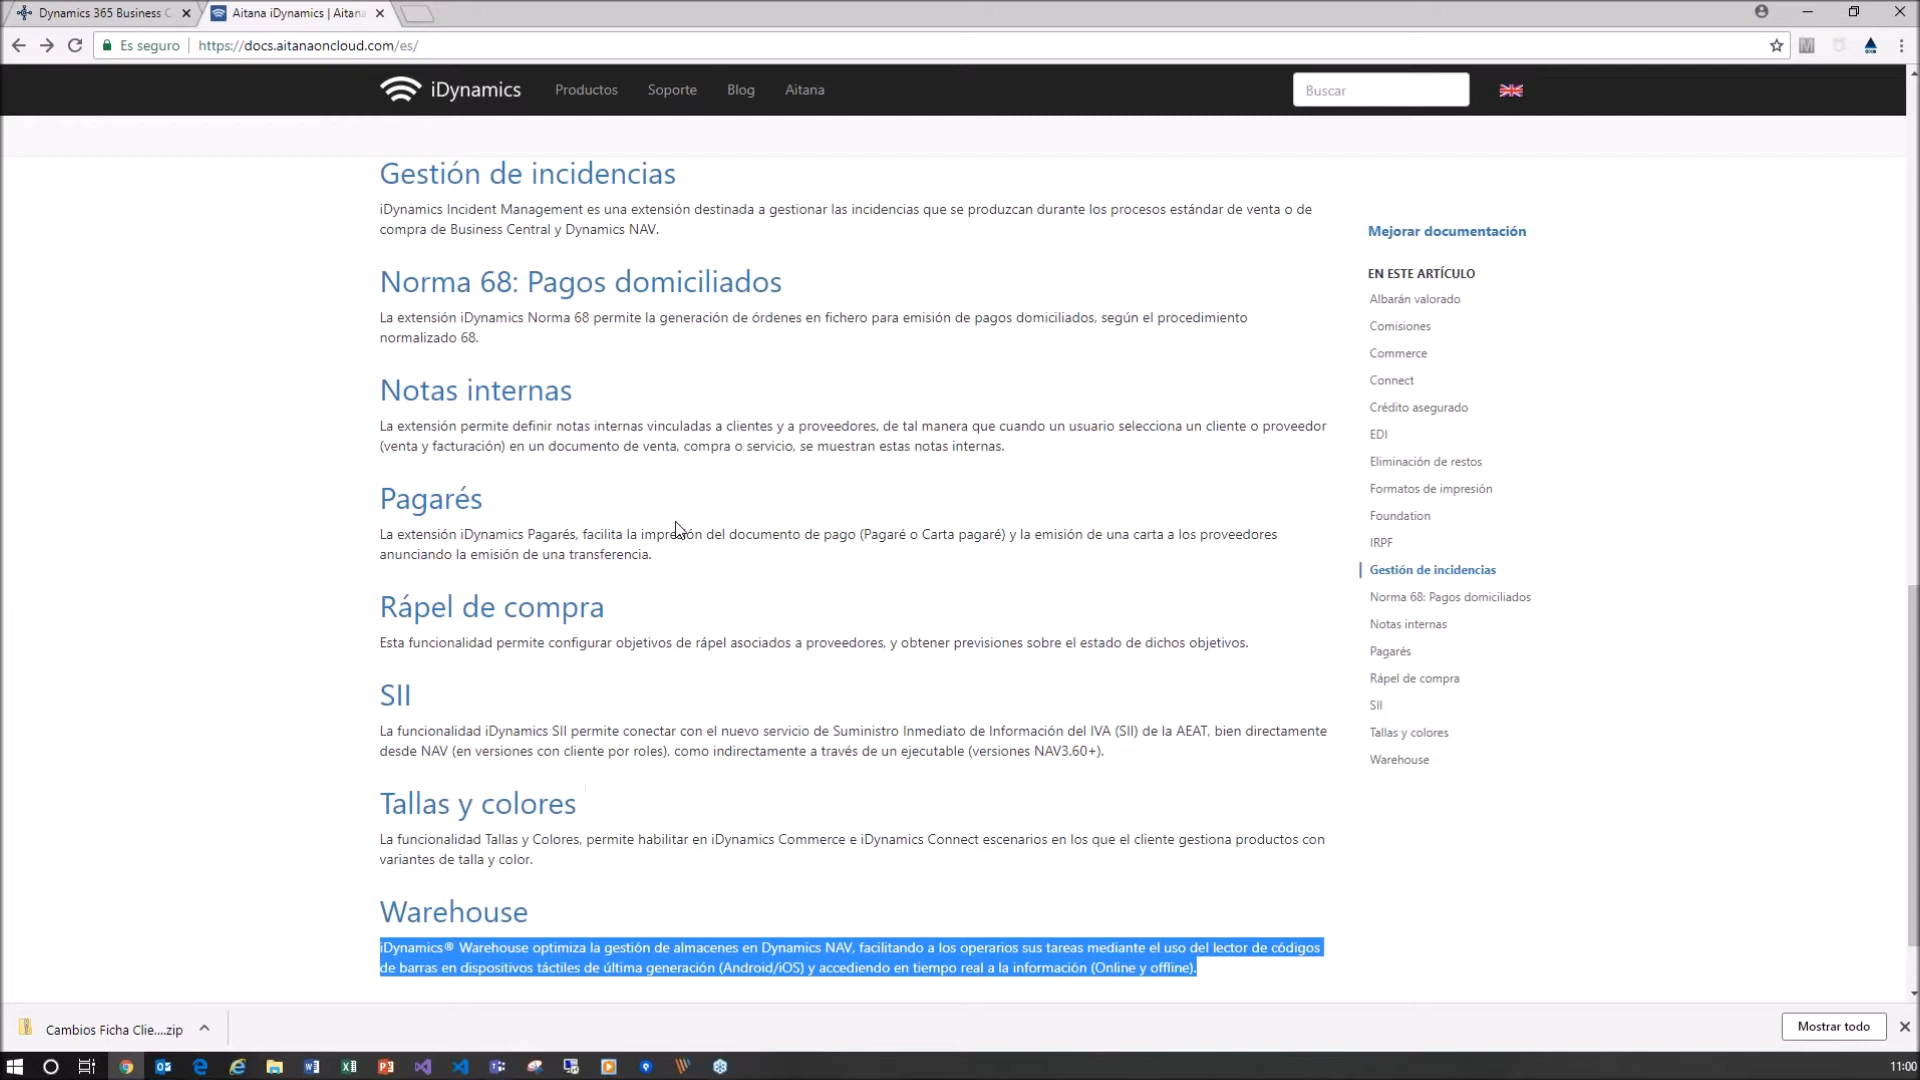 Dynamics 365 Business C
Aitana iDynamics | Aitana
Es seguro
https://docs.aitanaoncloud.com/es/
iDynamics
Productos
Soporte
Blog
Aitana
Buscar
Gestión de incidencias
iDynamics Incident Management es una extensión destinada a gestionar las incidencias que se produzcan durante los procesos estándar de venta o de
compra de Business Central y Dynamics NAV.
Norma 68: Pagos domiciliados
La extensión iDynamics Norma 68 permite la generación de órdenes en fichero para emisión de pagos domiciliados, según el procedimiento
normalizado 68.
Notas internas
La extensión permite definir notas internas vinculadas a clientes y a proveedores, de tal manera que cuando un usuario selecciona un cliente o proveedor
(venta y facturación) en un documento de venta, compra o servicio, se muestran estas notas internas.
Pagarés
La extensión iDynamics Pagarés, facilita la impresión del documento de pago (Pagaré o Carta pagaré) y la emisión de una carta a los proveedores
anunciando la emisión de una transferencia.
Rápel de compra
Esta funcionalidad permite configurar objetivos de rápel asociados a proveedores, y obtener previsiones sobre el estado de dichos objetivos.
SII
La funcionalidad iDynamics SII permite conectar con el nuevo servicio de Suministro Inmediato de Información del IVA (SII) de la AEAT, bien directamente
desde NAV (en versiones con cliente por roles), como indirectamente a través de un ejecutable (versiones NAV3.60+).
Tallas y colores
La funcionalidad Tallas y Colores, permite habilitar en iDynamics Commerce e iDynamics Connect escenarios en los que el cliente gestiona productos con
variantes de talla y color.
Warehouse
iDynamics® Warehouse optimiza la gestión de almacenes en Dynamics NAV, facilitando a los operarios sus tareas mediante el uso del lector de códigos
de barras en dispositivos táctiles de última generación (Android/iOS) y accediendo en tiempo real a la información (Online y offline).
Mejorar documentación
EN ESTE ARTÍCULO
Albarán valorado
Comisiones
Commerce
Connect
Crédito asegurado
EDI
Eliminación de restos
Formatos de impresión
Foundation
IRPF
Gestión de incidencias
Norma 68: Pagos domiciliados
Notas internas
Pagarés
Rápel de compra
SII
Tallas y colores
Warehouse
Cambios Ficha Clie....zip
Mostrar todo
11:00